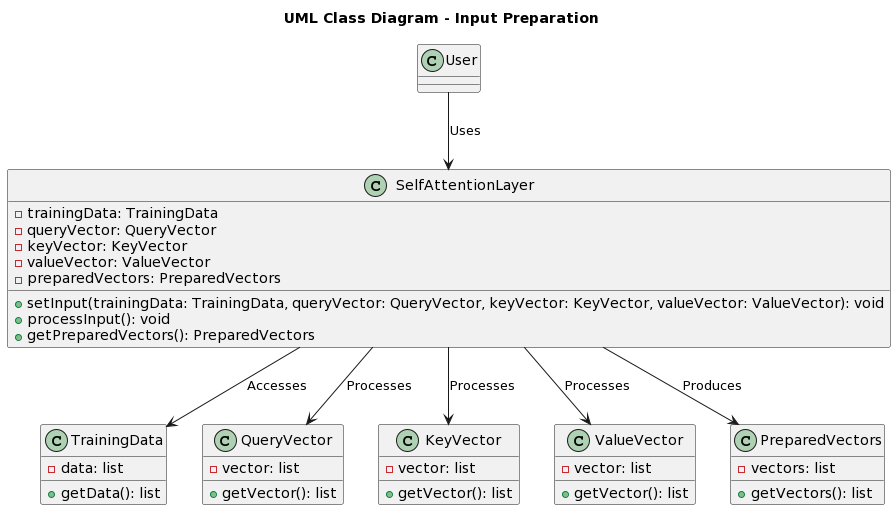 UML Class Diagram - Input Preparation
C User
Uses
C SelfAttentionLayer
trainingData: TrainingData
queryVector: QueryVector
keyVector: KeyVector
valueVector: ValueVector
preparedVectors: PreparedVectors
setInput(trainingData: TrainingData, queryVector: QueryVector, keyVector: KeyVector, valueVector: ValueVector): void
processInput(): void
getPreparedVectors(): PreparedVectors
Accesses
Processes
Processes
Processes
Produces
C TrainingData
data: list
getData(): list
C QueryVector
vector: list
getVector(): list
C KeyVector
vector: list
getVector(): list
C ValueVector
vector: list
getVector(): list
C PreparedVectors
vectors: list
getVectors(): list